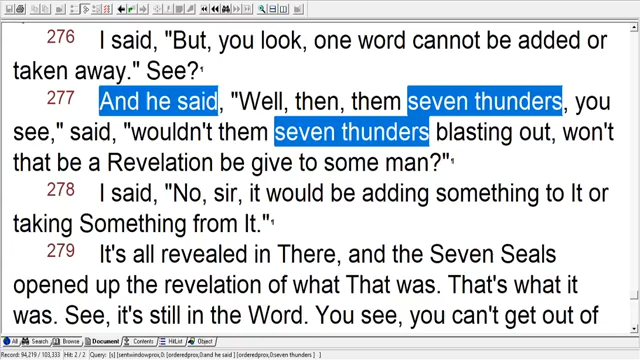 276 I said, "But, you look, one word cannot be added or
taken away." See?¶
277 And he said, "Well, then, them seven thunders, you
see," said, "wouldn't them seven thunders blasting out, won't
that be a Revelation be give to some man?"¶
278 I said, "No, sir, it would be adding something to It or
taking Something from It."¶
279 It's all revealed in There, and the Seven Seals
opened up the revelation of what That was. That's what it
was. See, it's still in the Word. You see, you can't get out of
All Search Browse Document Contents HitList Object
Record: 94,219 / 103,333 Hit: 2 / 2 Query: [s] [sentwindowprox,0: [orderedprox,0:and he said ] [orderedprox,0:seven thunders ] ]